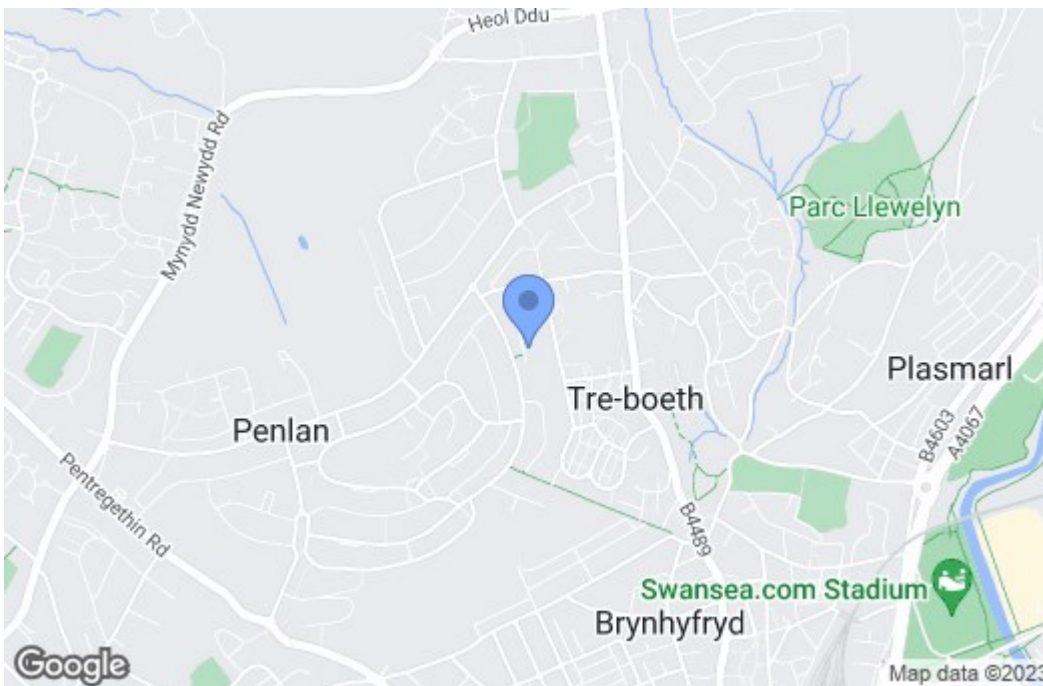 Heol Ddu
Mynydd Newydd Rd
Parc Llewelyn
Plasmarl
Tre-boeth
Penlan
B4603
A4067
Pentregethin Rd
B4489
Swansea.com Stadium
Brynhyfryd
Google
Map data ©2023